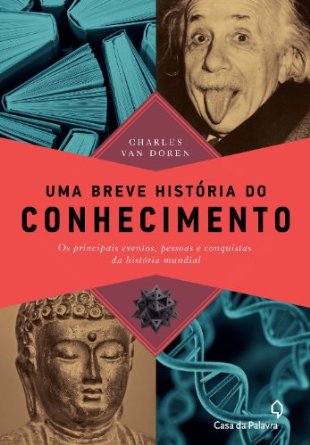 CHARLES
VAN DOREN
UMA BREVE HISTÓRIA DO
CONHECIMENTO
Os principais eventos, pessoas e conquistas
da história mundial
Casa da Palavra